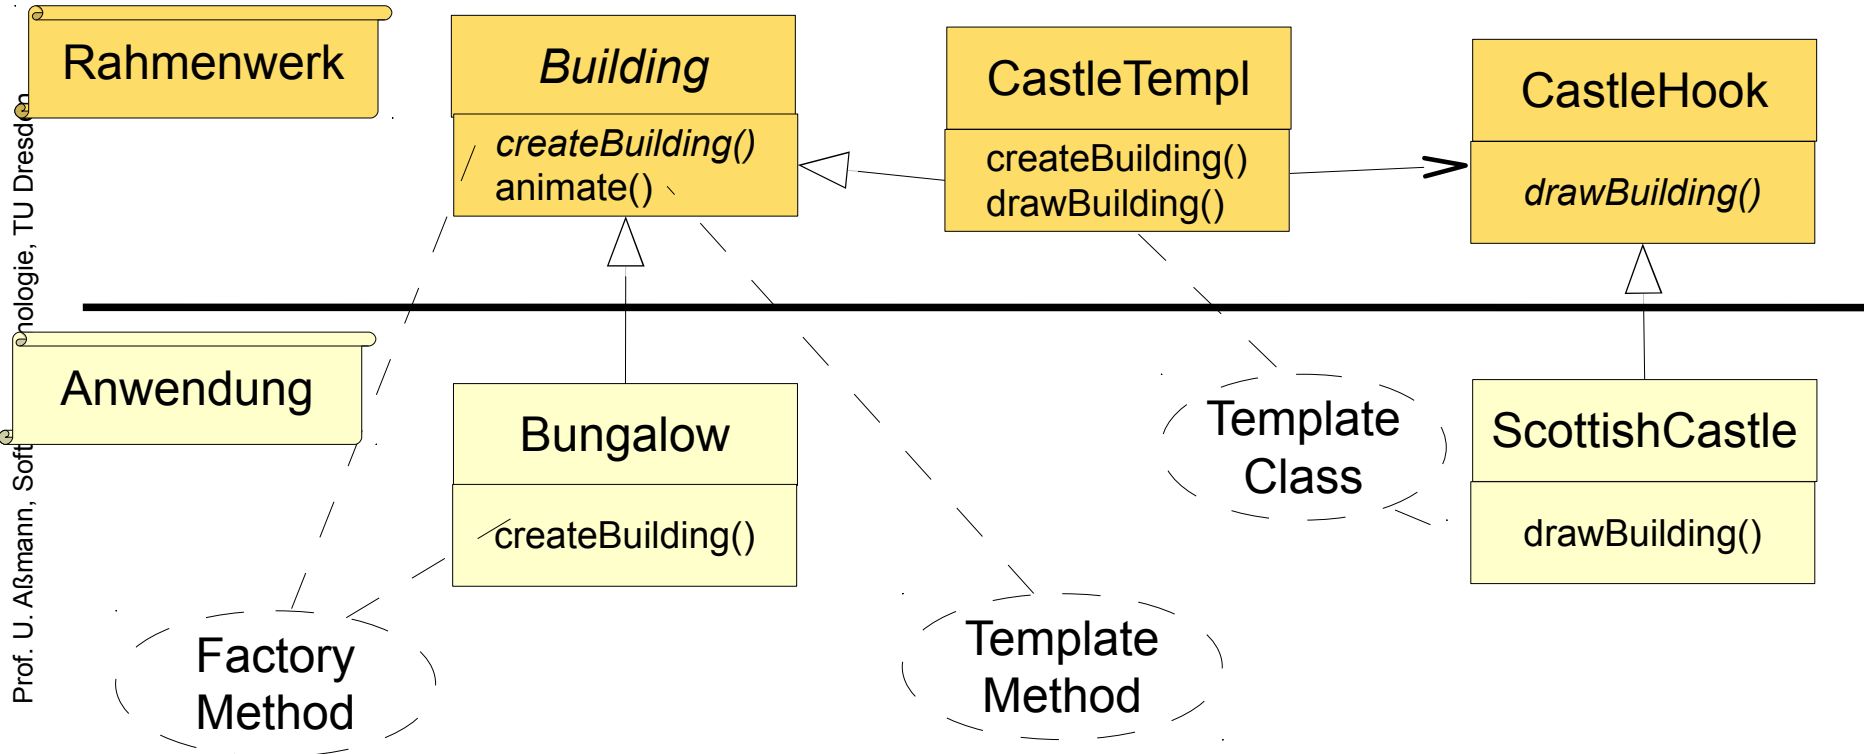 Rahmenwerk
Building
createBuilding()
animate()
CastleTempl
createBuilding()
drawBuilding()
CastleHook
drawBuilding()
Anwendung
Bungalow
createBuilding()
Template
Class
ScottishCastle
drawBuilding()
Factory
Method
Template
Method
Prof. U. Aßmann, Soft nologie, TU Dresden